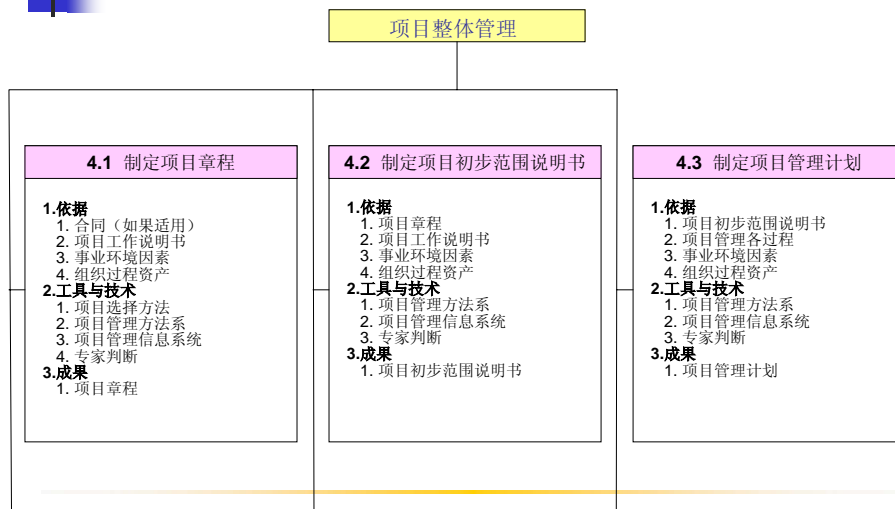 项目整体管理
4.1 制定项目章程
1.依据
1. 合同（如果适用）
2. 项目工作说明书
3. 事业环境因素
4. 组织过程资产
2.工具与技术
1. 项目选择方法
2. 项目管理方法系
3. 项目管理信息系统
4. 专家判断
3.成果
1. 项目章程
4.2 制定项目初步范围说明书
1.依据
1. 项目章程
2. 项目工作说明书
3. 事业环境因素
4. 组织过程资产
2.工具与技术
1. 项目管理方法系
2. 项目管理信息系统
3. 专家判断
3.成果
1. 项目初步范围说明书
4.3 制定项目管理计划
1.依据
1. 项目初步范围说明书
2. 项目管理各过程
3. 事业环境因素
4. 组织过程资产
2.工具与技术
1. 项目管理方法系
2. 项目管理信息系统
3. 专家判断
3.成果
1. 项目管理计划